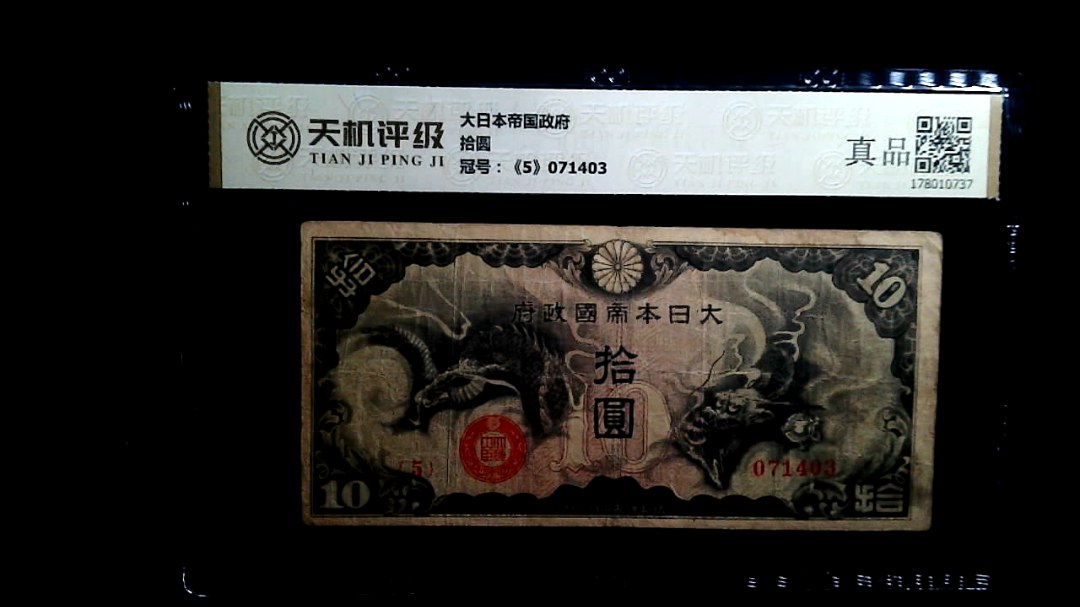 天机评级
TIAN JI PING JI
大日本帝国政府
拾圆
冠号：《5》071403
真品
178010737
拾
10
府政國帝本日大
拾
圓
10
(5)
071403
10
拾